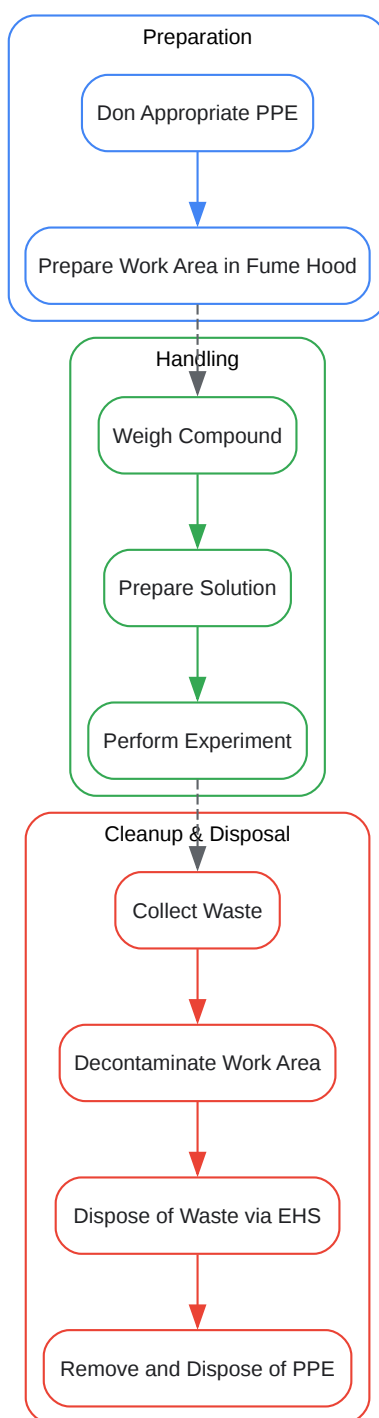 Preparation
Don Appropriate PPE
Prepare Work Area in Fume Hood
Handling
Weigh Compound
Prepare Solution
Perform Experiment
Cleanup & Disposal
Collect Waste
Decontaminate Work Area
Dispose of Waste via EHS
Remove and Dispose of PPE